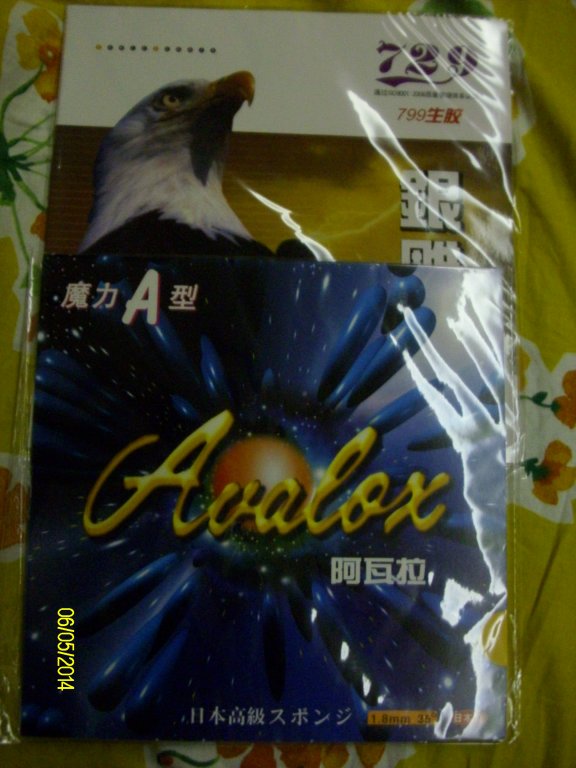 729
799生胶
銀
魔力A型
Avalox
阿瓦拉
06/05/2014
日本高級スポンジ
1.8mm 35°